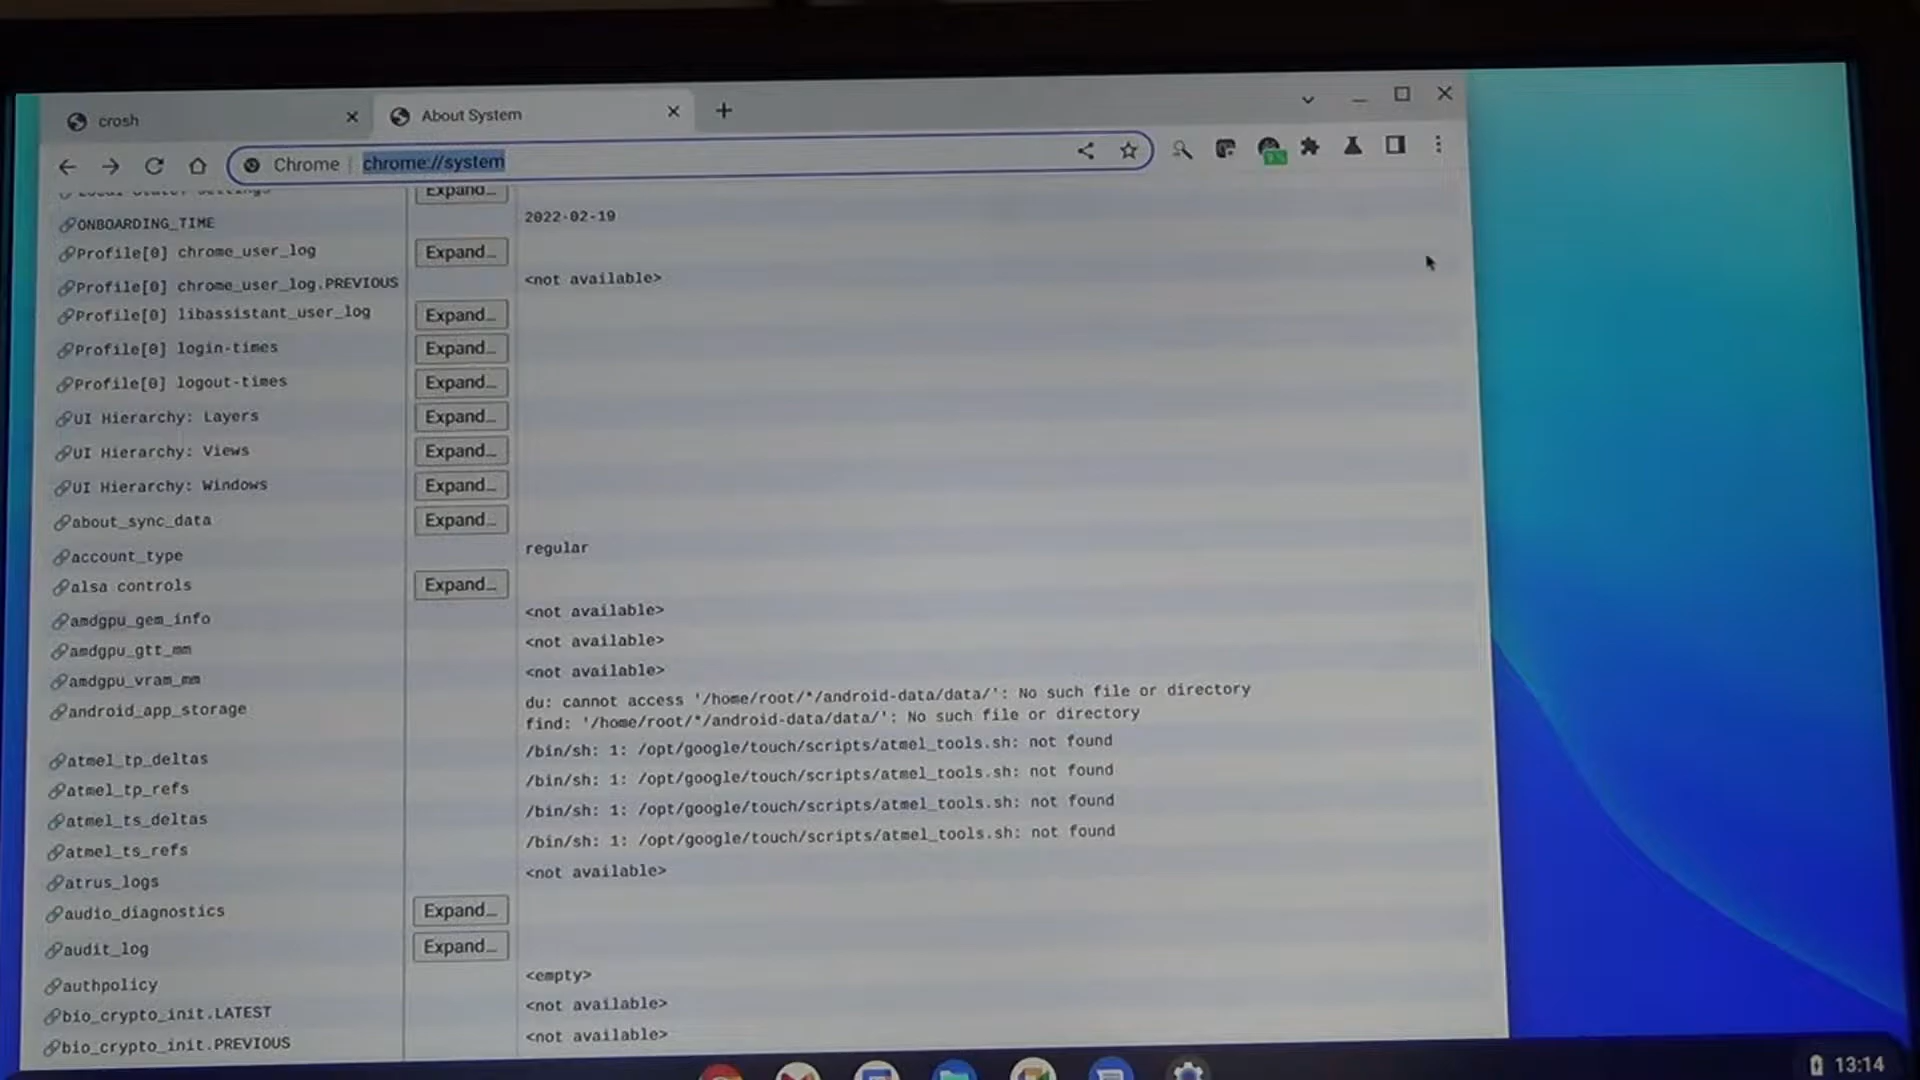 crosh
About System
Chrome | chrome://system
Expand...
ONBOARDING_TIME 2022-02-19
Profile[0] chrome_user_log Expand...
Profile[0] chrome_user_log.PREVIOUS <not available>
Profile[0] libassistant_user_log Expand...
Profile[0] login-times Expand...
Profile[0] logout-times Expand...
UI Hierarchy: Layers Expand...
UI Hierarchy: Views Expand...
UI Hierarchy: Windows Expand...
about_sync_data Expand...
account_type regular
alsa controls Expand...
amdgpu_gem_info <not available>
amdgpu_gtt_mm <not available>
amdgpu_vram_mm <not available>
android_app_storage du: cannot access '/home/root/*/android-data/data/': No such file or directory
find: '/home/root/*/android-data/data/': No such file or directory
atmel_tp_deltas /bin/sh: 1: /opt/google/touch/scripts/atmel_tools.sh: not found
atmel_tp_refs /bin/sh: 1: /opt/google/touch/scripts/atmel_tools.sh: not found
atmel_ts_deltas /bin/sh: 1: /opt/google/touch/scripts/atmel_tools.sh: not found
atmel_ts_refs /bin/sh: 1: /opt/google/touch/scripts/atmel_tools.sh: not found
atrus_logs <not available>
audio_diagnostics Expand...
audit_log Expand...
authpolicy <empty>
bio_crypto_init.LATEST <not available>
bio_crypto_init.PREVIOUS <not available>
13:14